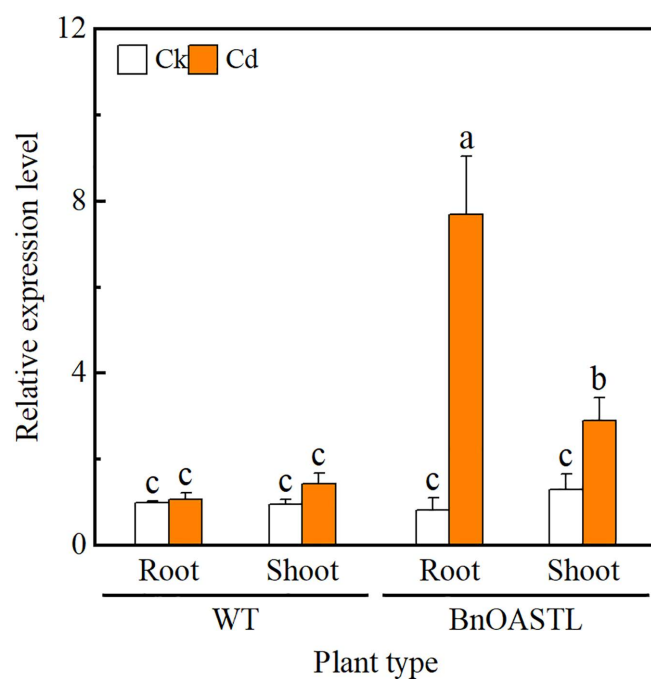 12
Ck Cd
a
8
Relative expression level
4
b
c c c c c c
0
Root Shoot Root Shoot
WT BnOASTL
Plant type